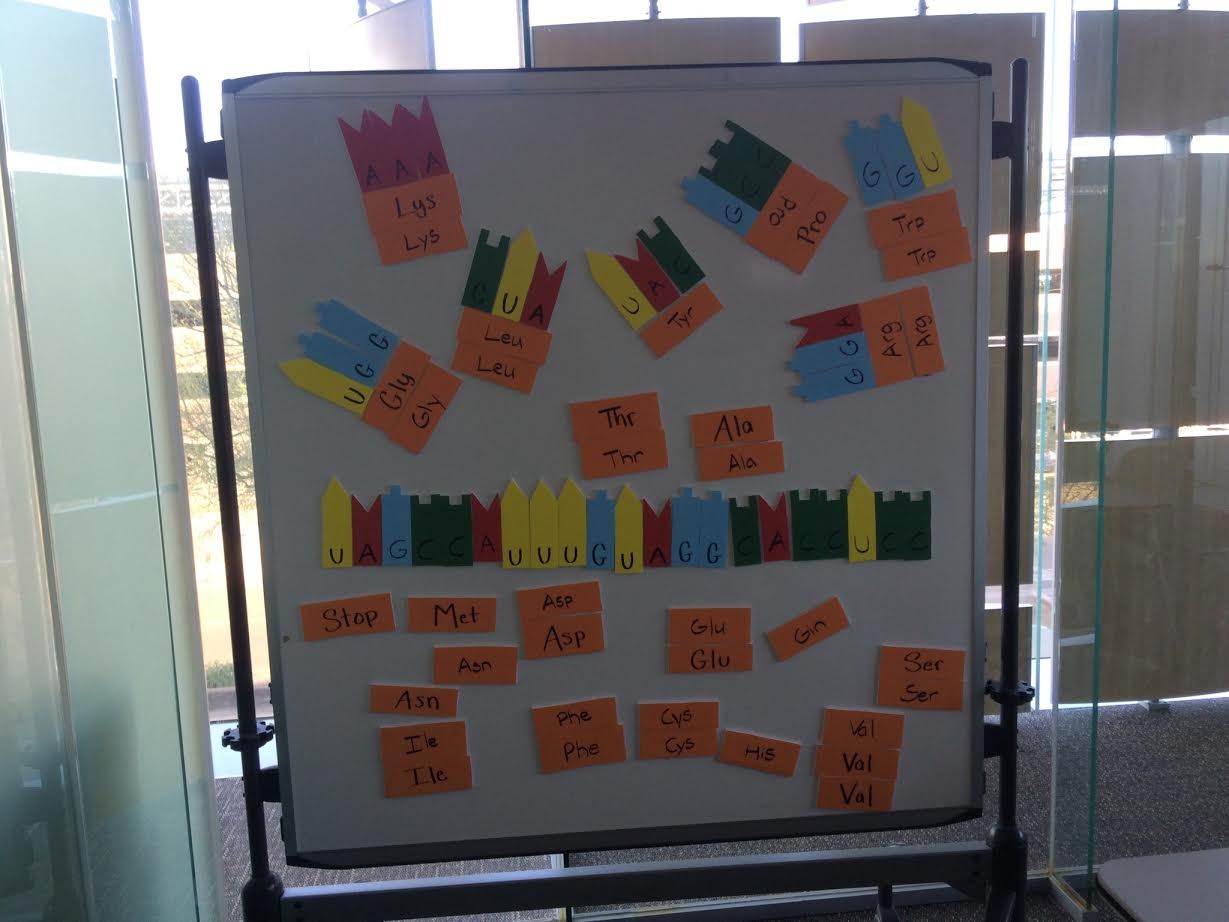 A A A
Lys
Lys
C U A
Leu
Leu
U A C
Tyr
G C C
Pro
Pro
G G U
Trp
Trp
U G G
Gly
Gly
G G A
Arg
Arg
Thr
Thr
Ala
Ala
U A G C C A U U U G U A G G C A C C U C C
Stop
Met
Asp
Asp
Glu
Glu
Gin
Asn
Ser
Ser
Asn
Ile
Ile
Phe
Phe
Cys
Cys
His
Val
Val
Val